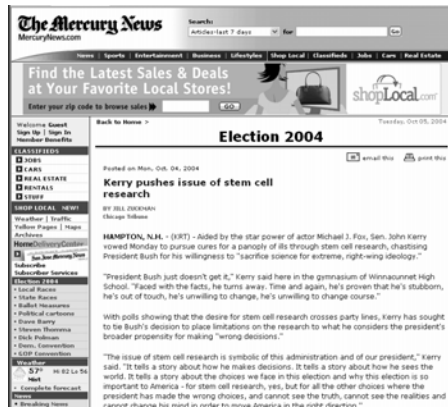 The Mercury News
MercuryNews.com
Search:
Articles-last 7 days for Go
News | Sports | Entertainment | Business | Lifestyles | Shop Local | Classifieds | Jobs | Cars | Real Estate
Find the Latest Sales & Deals
at Your Favorite Local Stores!
Enter your zip code to browse sales GO
shopLocal.com
Welcome Guest
Sign Up | Sign In
Member Benefits
CLASSIFIEDS
JOBS
CARS
REAL ESTATE
RENTALS
STUFF
SHOP LOCAL NEW!
Weather | Traffic
Yellow Pages | Maps
Archives
HomeDeliveryCenter
San Jose Mercury News
Subscribe
Subscriber Services
Election 2004
• Local Races
• State Races
• Ballot Measures
• Political cartoons
• Dave Barry
• Steven Thomma
• Dick Polman
• Dem. Convention
• GOP Convention
Weather
57° Hi 82 Lo 56
Mist
• Complete forecast
News
• Breaking News
Back to Home >
Tuesday, Oct 05, 2004
Election 2004
email this print this
Posted on Mon, Oct. 04, 2004
Kerry pushes issue of stem cell
research
BY JILL ZUCKMAN
Chicago Tribune
HAMPTON, N.H. - (KRT) - Aided by the star power of actor Michael J. Fox, Sen. John Kerry
vowed Monday to pursue cures for a panoply of ills through stem cell research, chastising
President Bush for his willingness to "sacrifice science for extreme, right-wing ideology."
"President Bush just doesn't get it," Kerry said here in the gymnasium of Winnacunnet High
School. "Faced with the facts, he turns away. Time and again, he's proven that he's stubborn,
he's out of touch, he's unwilling to change, he's unwilling to change course."
With polls showing that the desire for stem cell research crosses party lines, Kerry has sought
to tie Bush's decision to place limitations on the research to what he considers the president's
broader propensity for making "wrong decisions."
"The issue of stem cell research is symbolic of this administration and of our president," Kerry
said. "It tells a story about how he makes decisions. It tells a story about how he sees the
world. It tells a story about the choices we face in this election and why this election is so
important to America - for stem cell research, yes, but for all the other choices where the
president has made the wrong choices, and cannot see the truth, cannot see the realities and
cannot change his mind in order to move America in the right direction."